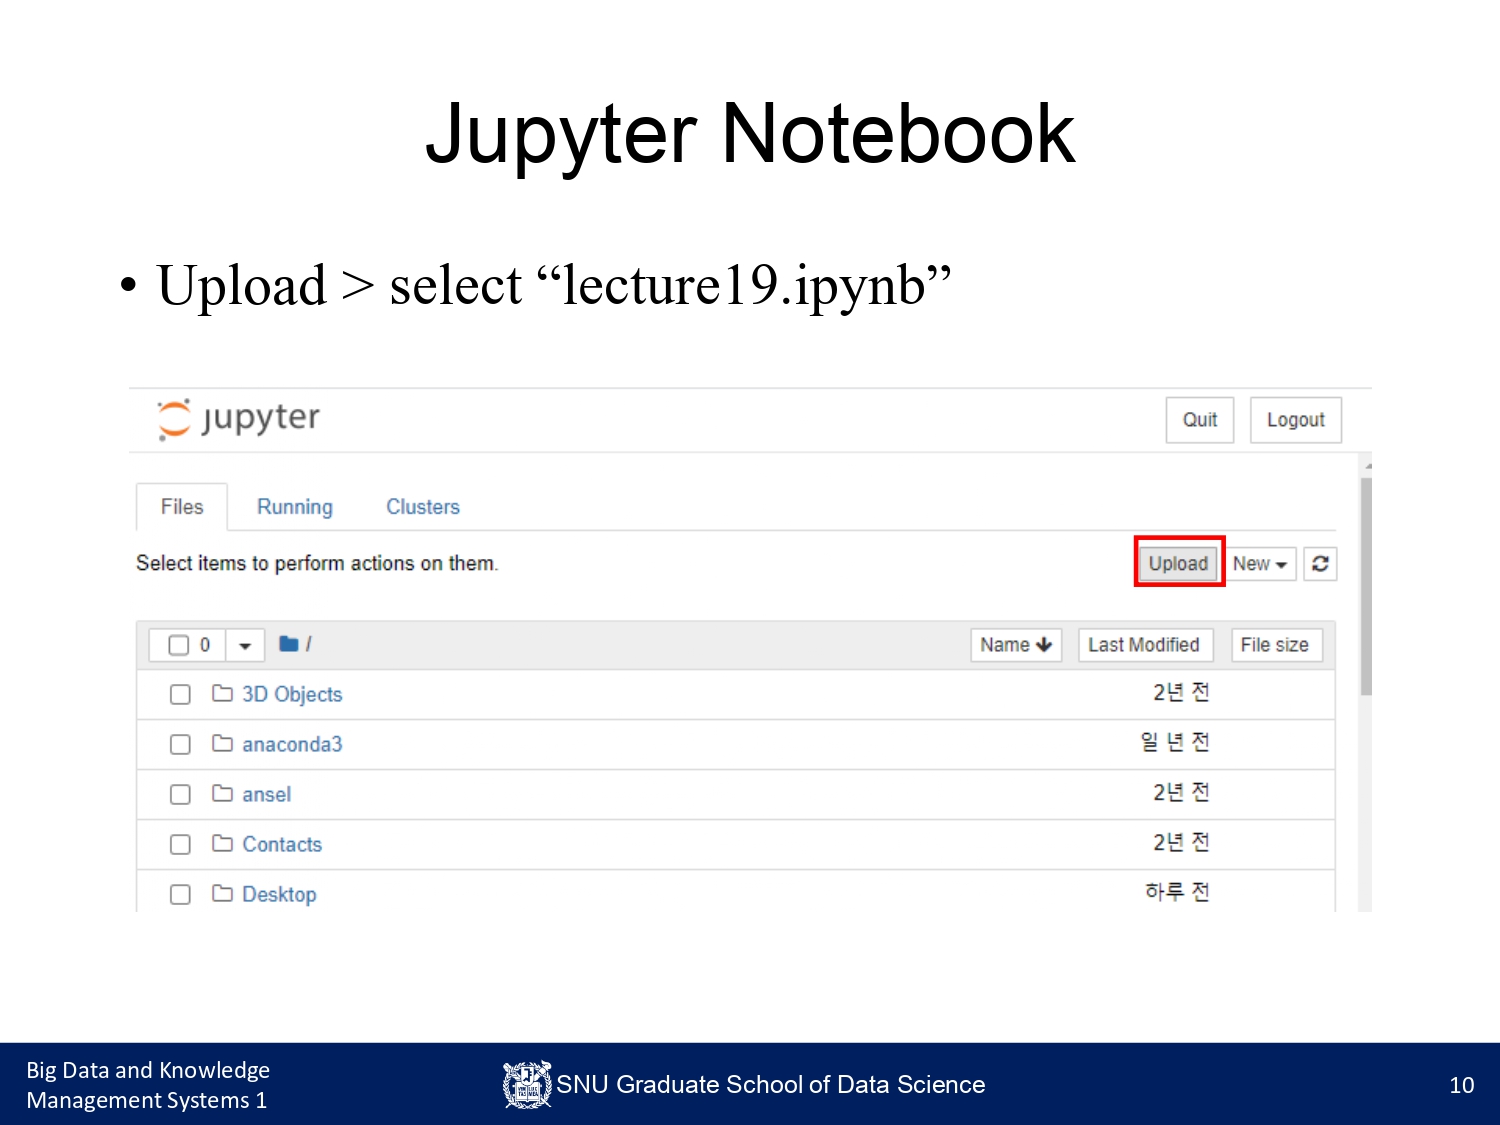 Jupyter Notebook
• Upload > select “lecture19.ipynb”
jupyter
Quit Logout
Files Running Clusters
Select items to perform actions on them.
Upload New
0 / Name Last Modified File size
3D Objects 2년 전
anaconda3 일 년 전
ansel 2년 전
Contacts 2년 전
Desktop 하루 전
Big Data and Knowledge
Management Systems 1
SNU Graduate School of Data Science
10